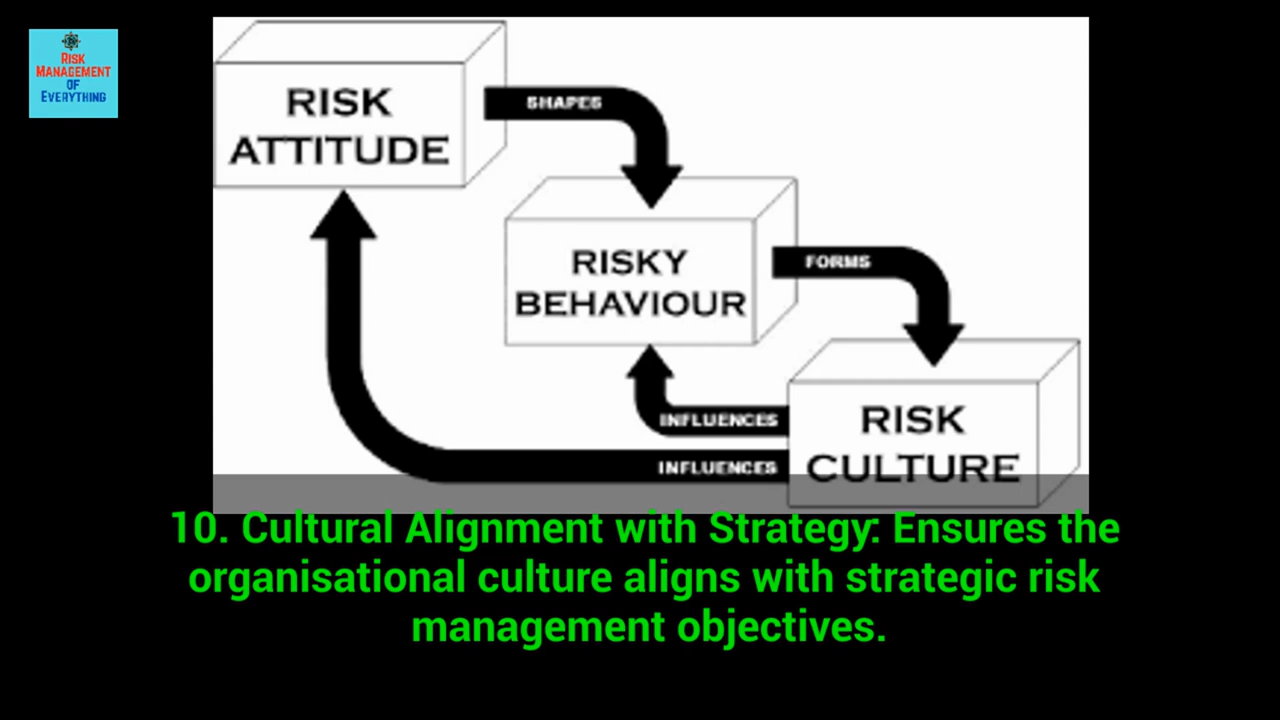 RISK
MANAGEMENT
OF
EVERYTHING
RISK
ATTITUDE
SHAPES
RISKY
BEHAVIOUR
FORMS
INFLUENCES
INFLUENCES
RISK
CULTURE
10. Cultural Alignment with Strategy: Ensures the
organisational culture aligns with strategic risk
management objectives.